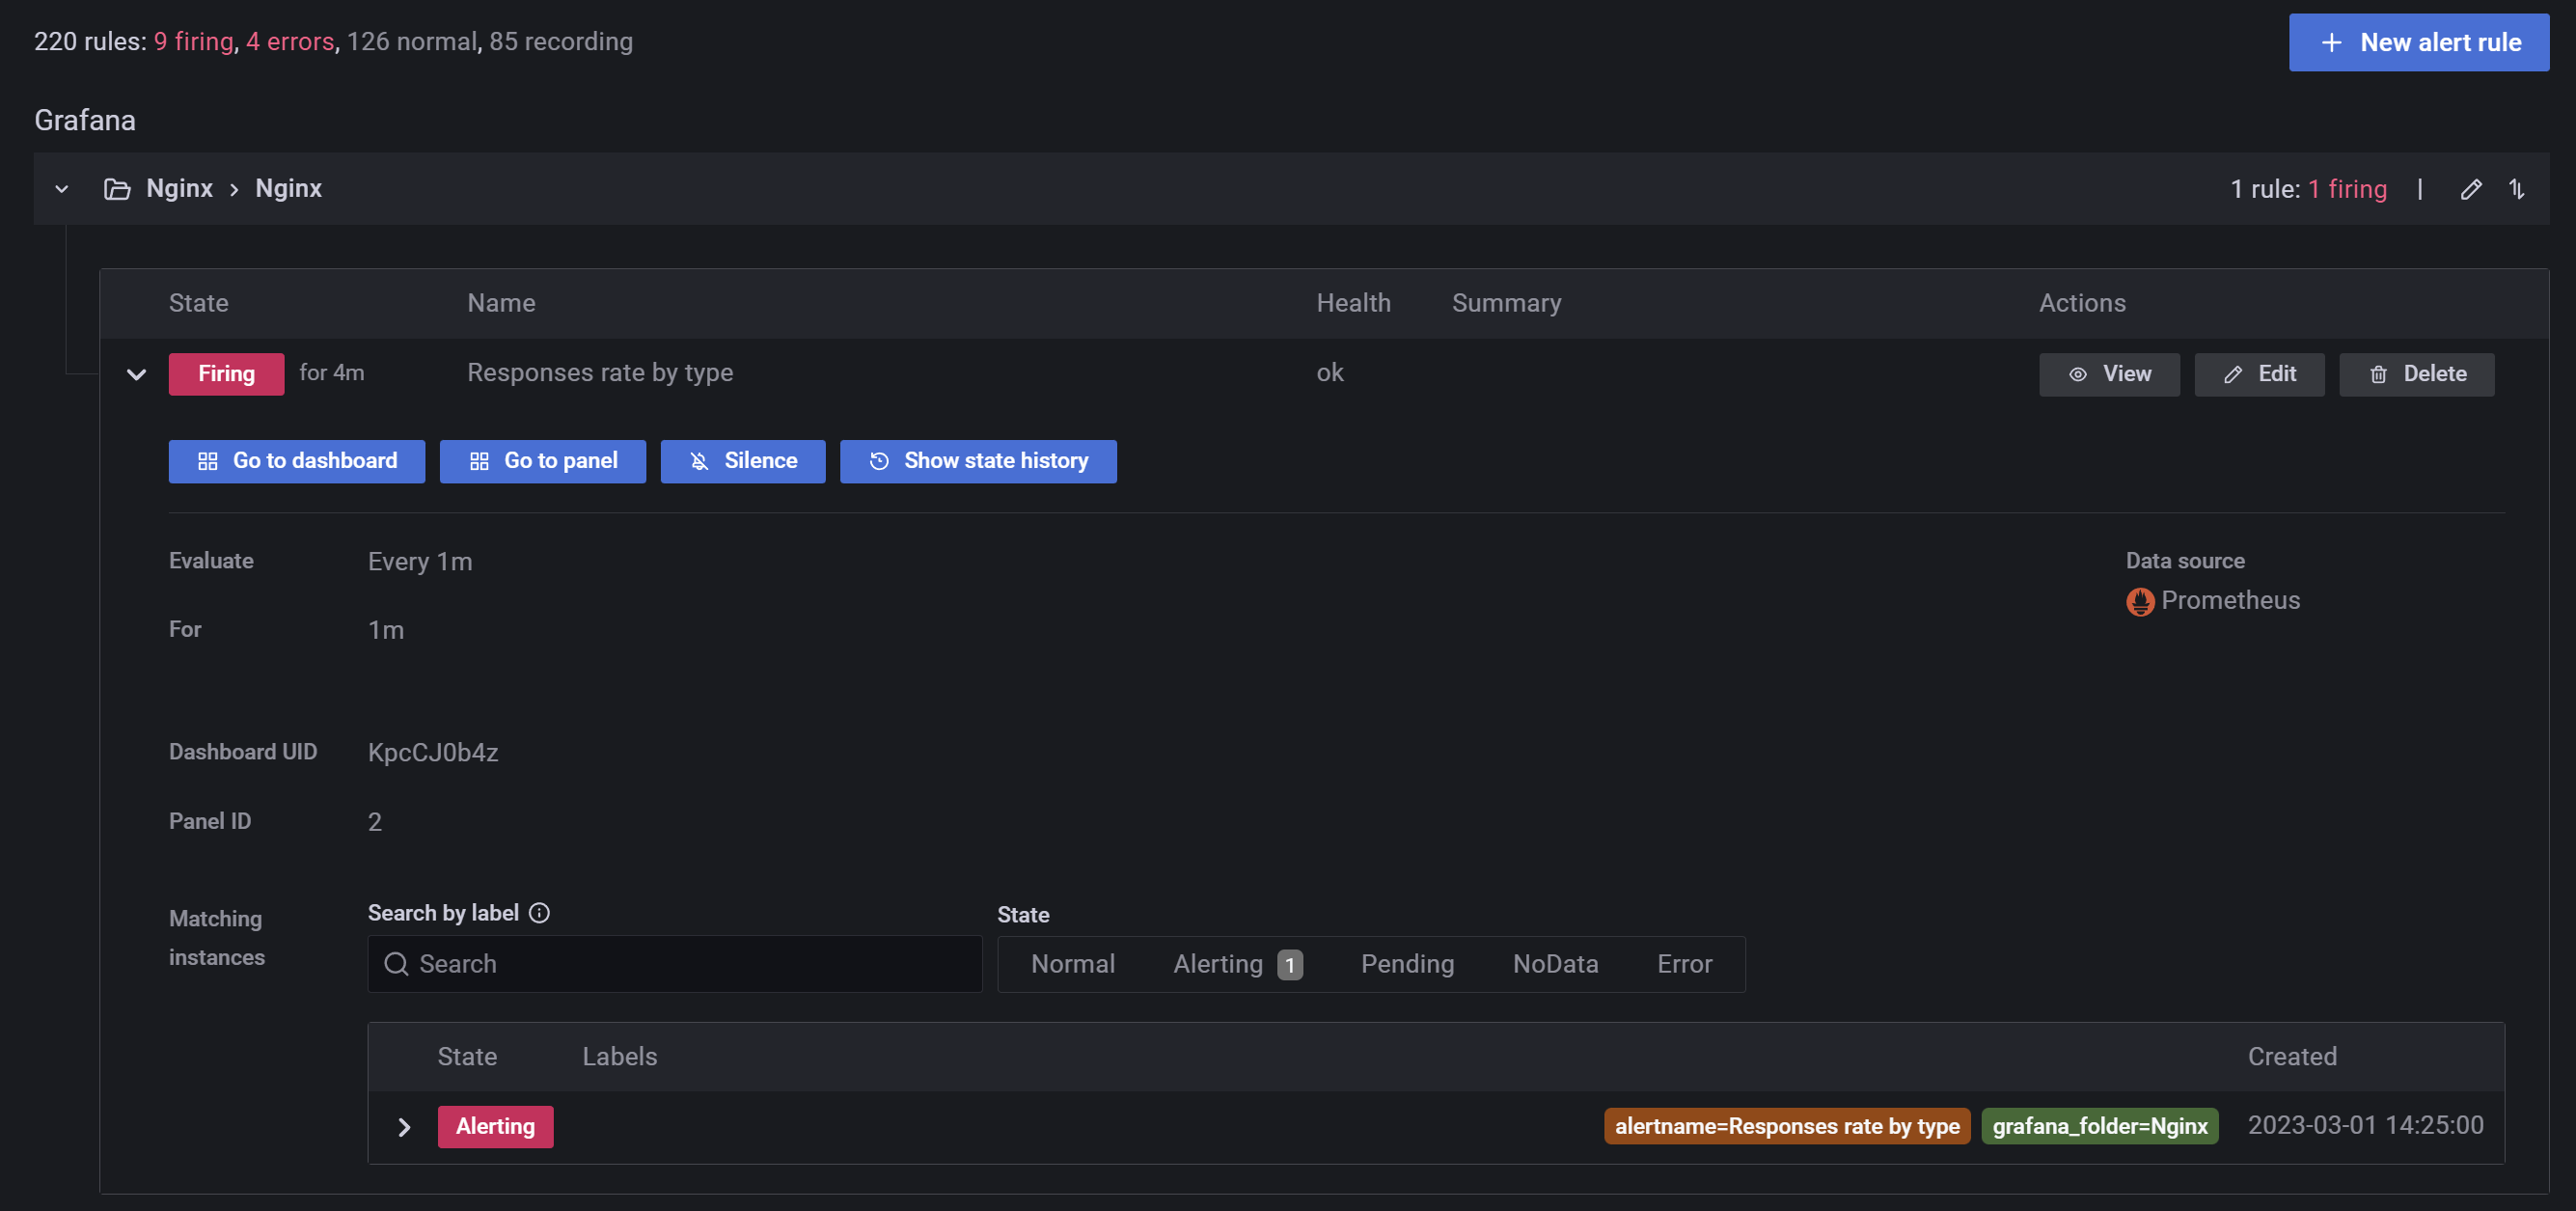 220 rules: 9 firing, 4 errors, 126 normal, 85 recording
New alert rule
Grafana
Nginx > Nginx
1 rule: 1 firing |
State Name Health Summary Actions
Firing for 4m Responses rate by type ok View Edit Delete
Go to dashboard Go to panel Silence Show state history
Evaluate Every 1m Data source
Prometheus
For 1m
Dashboard UID KpcCJ0b4z
Panel ID 2
Matching
instances
Search by label State
Search Normal Alerting 1 Pending NoData Error
State Labels Created
Alerting alertname=Responses rate by type grafana_folder=Nginx 2023-03-01 14:25:00